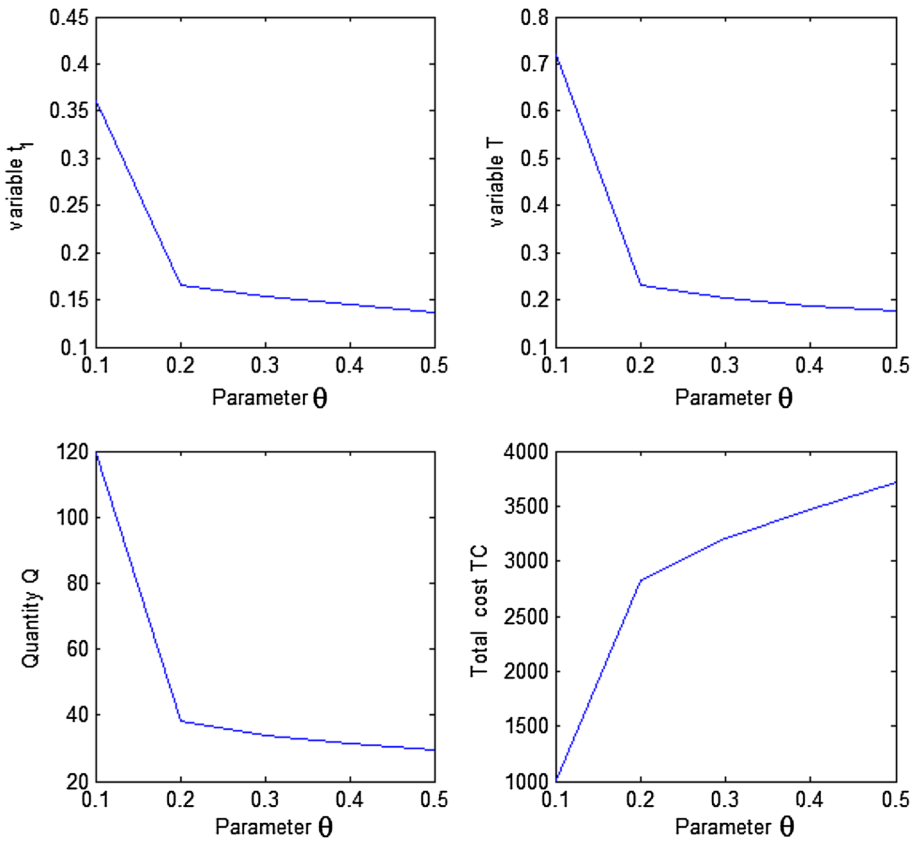 0.45
0.4
0.35
0.3
0.25
0.2
0.15
0.1
variable t1
0.1 0.2 0.3 0.4 0.5
Parameter θ
0.8
0.7
0.6
0.5
0.4
0.3
0.2
0.1
variable T
0.1 0.2 0.3 0.4 0.5
Parameter θ
120
100
80
60
40
20
Quantity Q
0.1 0.2 0.3 0.4 0.5
Parameter θ
4000
3500
3000
2500
2000
1500
1000
Total cost TC
0.1 0.2 0.3 0.4 0.5
Parameter θ